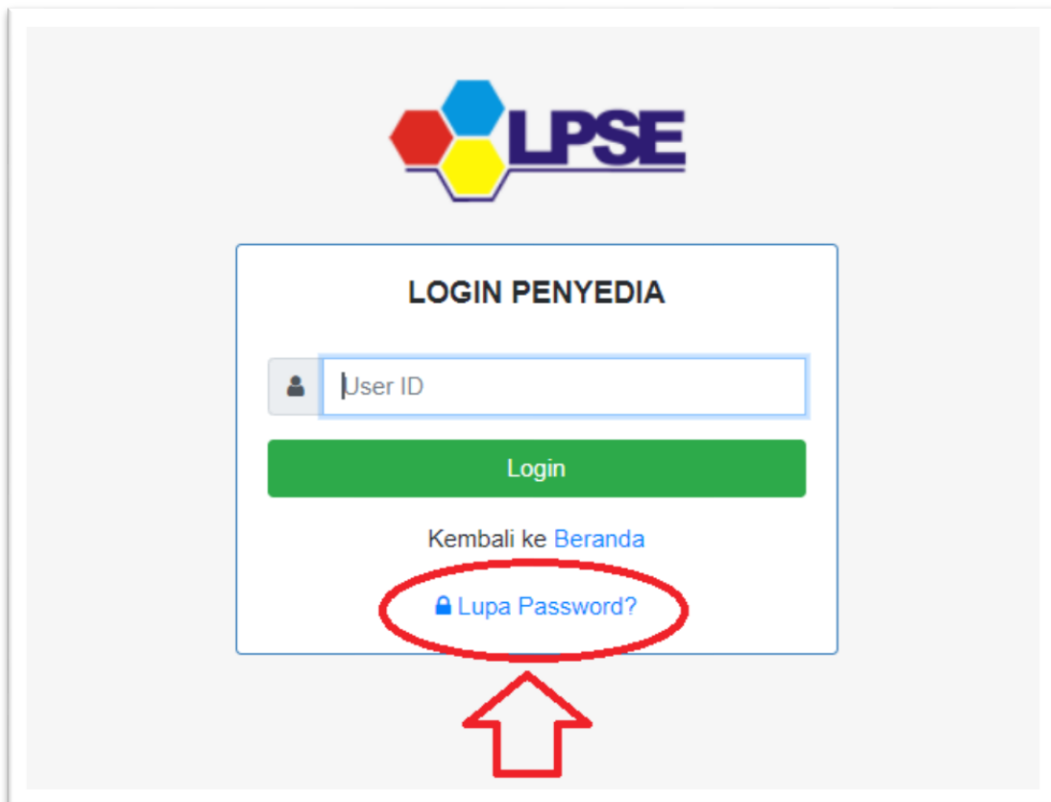 LPSE
LOGIN PENYEDIA
User ID
Login
Kembali ke Beranda
Lupa Password?